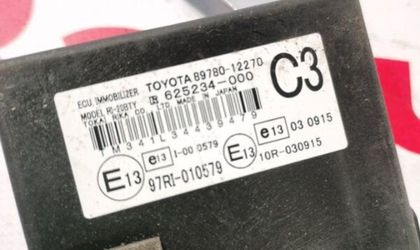 ECU, IMMOBILIZER TOYOTA 89780-12270
MODEL RI-20BTY 625234-000
TOKAI RIKA CO., LTD. MADE IN JAPAN
C3
TM341L34439479
E13 e13 1-00 0579
97RI-010579
E13 e13 03 0915
10R-030915